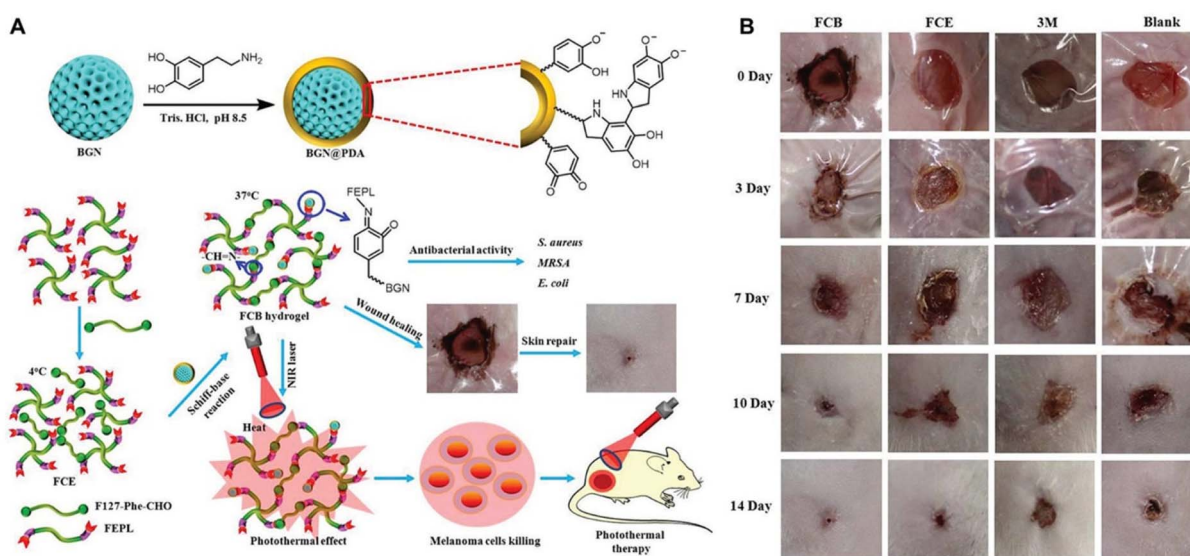 A
NH₂
HO
HO
Tris. HCl, pH 8.5
BGN
BGN@PDA
O⁻
OH
O⁻
O⁻
HN
NH
OH
OH
O
O
37⁰C
-CH=N-
FCB hydrogel
FEPL
N
O
BGN
Antibacterial activity
S. aureus
MRSA
E. coli
Wound healing
Skin repair
4⁰C
FCE
Schiff-base
reaction
NIR laser
Heat
F127-Phe-CHO
FEPL
Photothermal effect
Melanoma cells killing
Photothermal
therapy
B
FCB FCE 3M Blank
0 Day
3 Day
7 Day
10 Day
14 Day